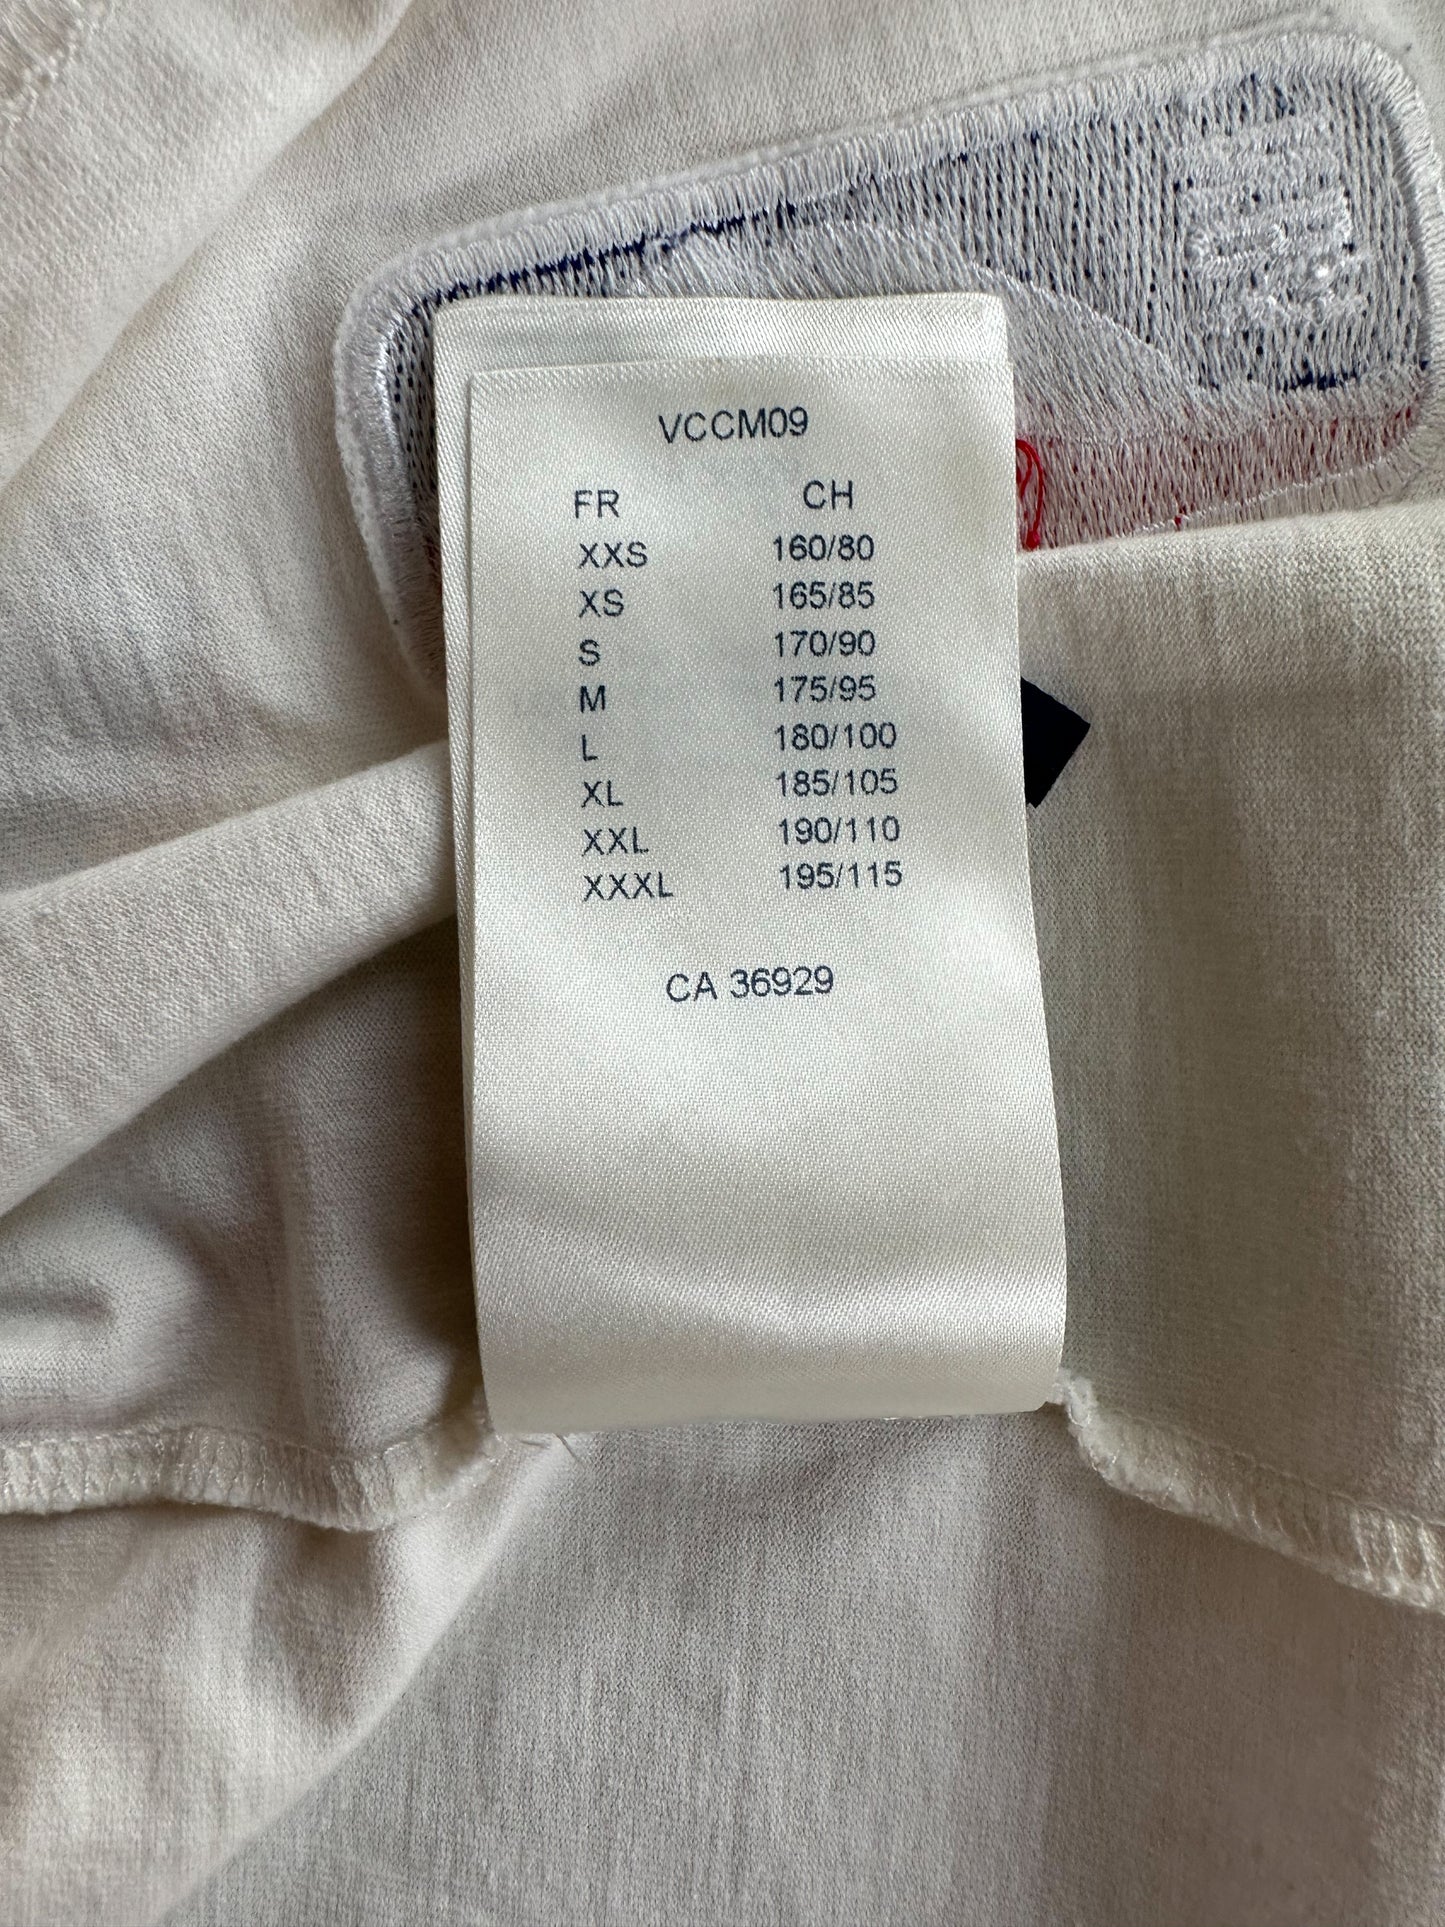 VCCM09
FR CH
XXS 160/80
XS 165/85
S 170/90
M 175/95
L 180/100
XL 185/105
XXL 190/110
XXXL 195/115
CA 36929